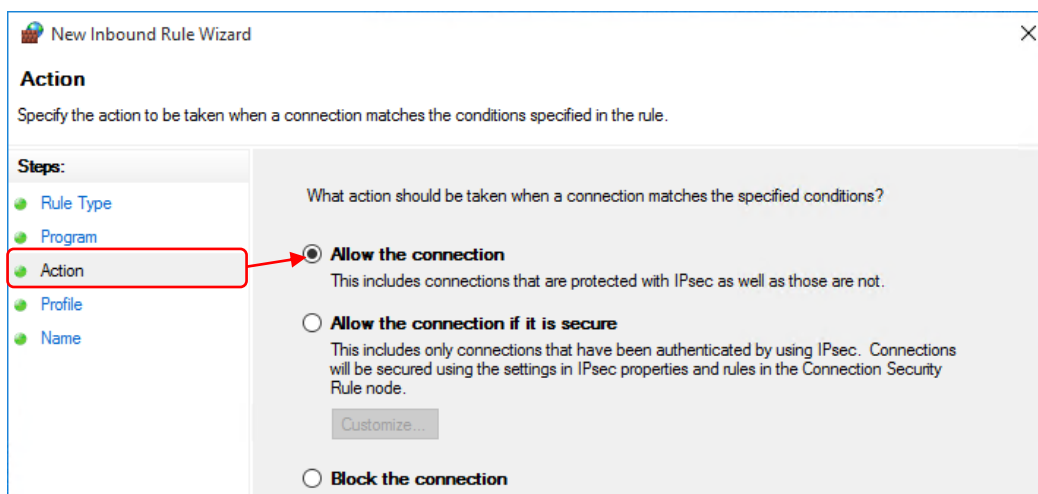 New Inbound Rule Wizard
Action
Specify the action to be taken when a connection matches the conditions specified in the rule.
Steps:
Rule Type
Program
Action
Profile
Name
What action should be taken when a connection matches the specified conditions?
Allow the connection
This includes connections that are protected with IPsec as well as those are not.
Allow the connection if it is secure
This includes only connections that have been authenticated by using IPsec. Connections
will be secured using the settings in IPsec properties and rules in the Connection Security
Rule node.
Customize...
Block the connection